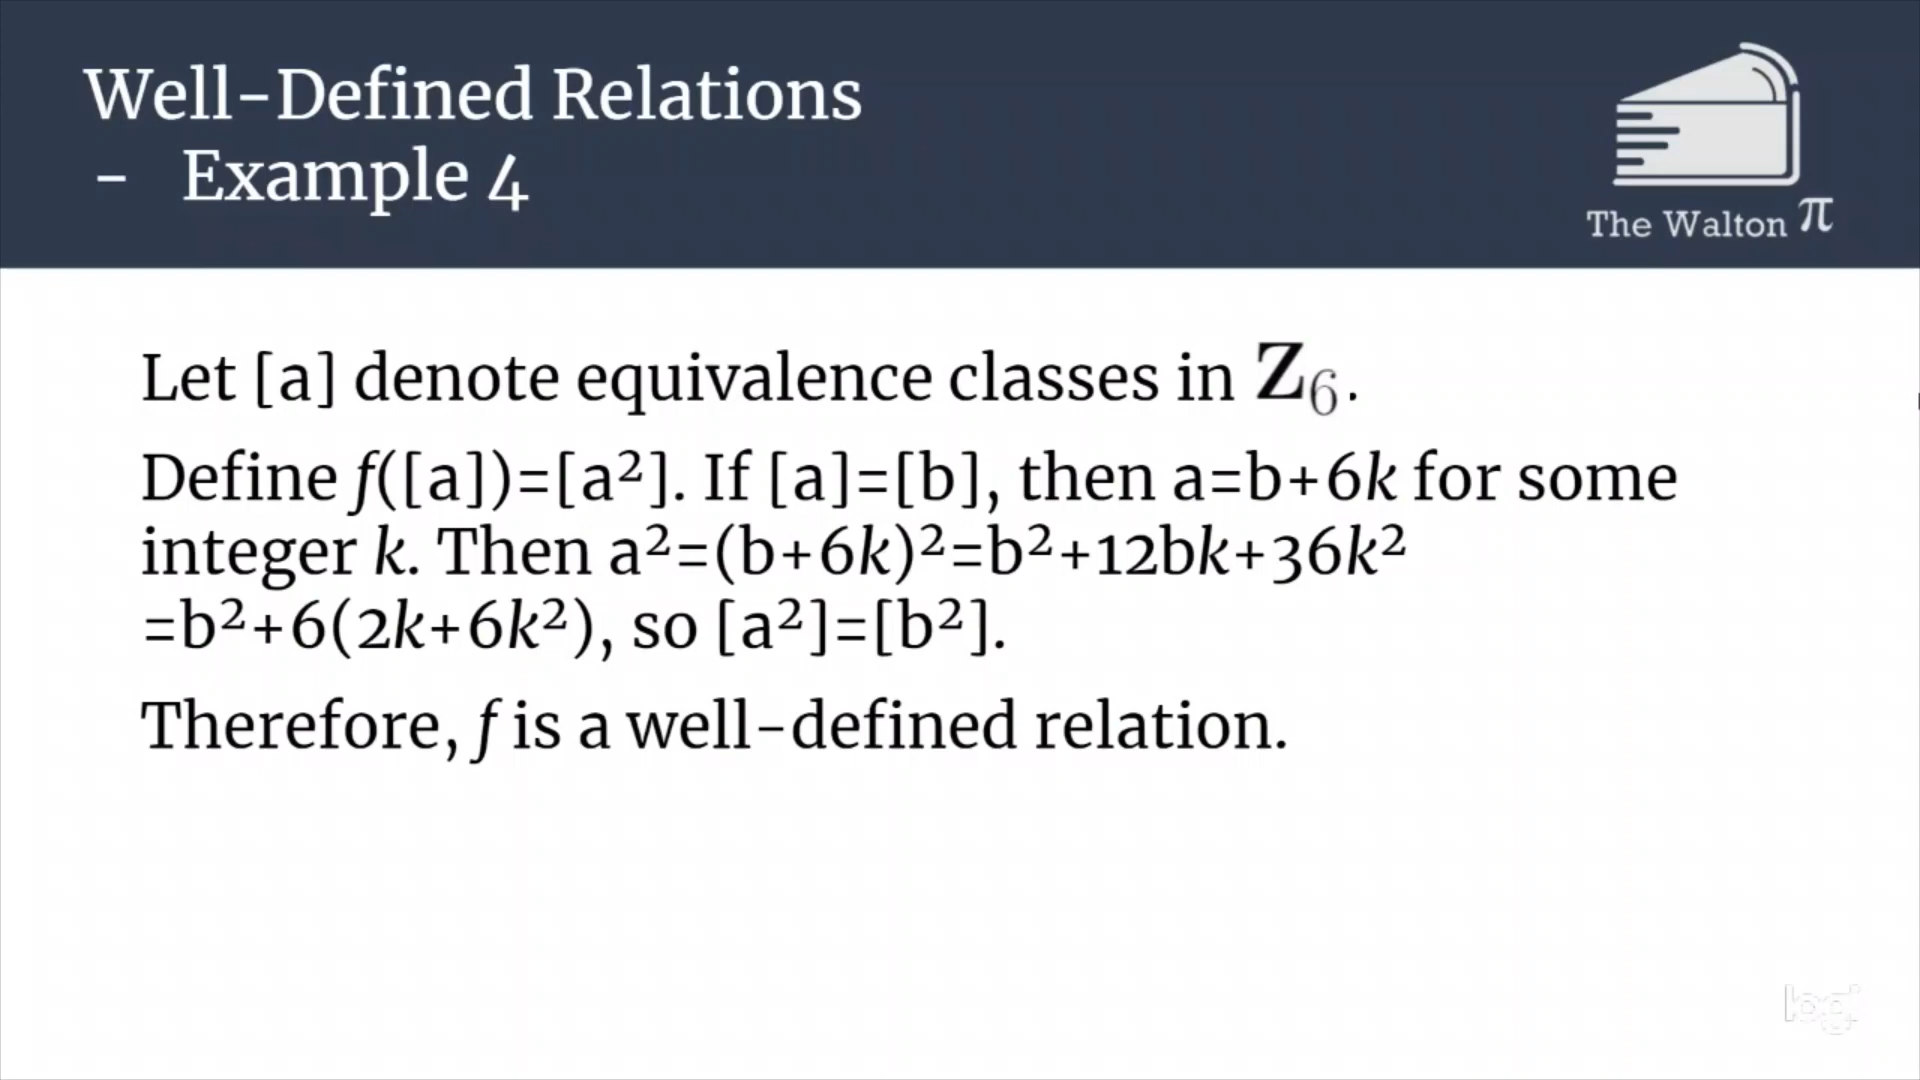 Well-Defined Relations
- Example 4
The Walton π
Let [a] denote equivalence classes in Z₆.
Define f([a])=[a²]. If [a]=[b], then a=b+6k for some
integer k. Then a²=(b+6k)²=b²+12bk+36k²
=b²+6(2k+6k²), so [a²]=[b²].
Therefore, f is a well-defined relation.
logi